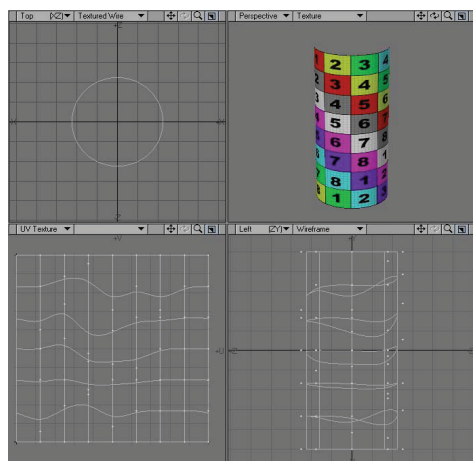 Top (XZ) Textured Wire
Perspective Texture
1 2 3 4
2 3 4 5
3 4 5 6
4 5 6 7
5 6 7 8
6 7 8 1
7 8 1 2
8 1 2 3
UV Texture
Left (ZY) Wireframe
+V
+U